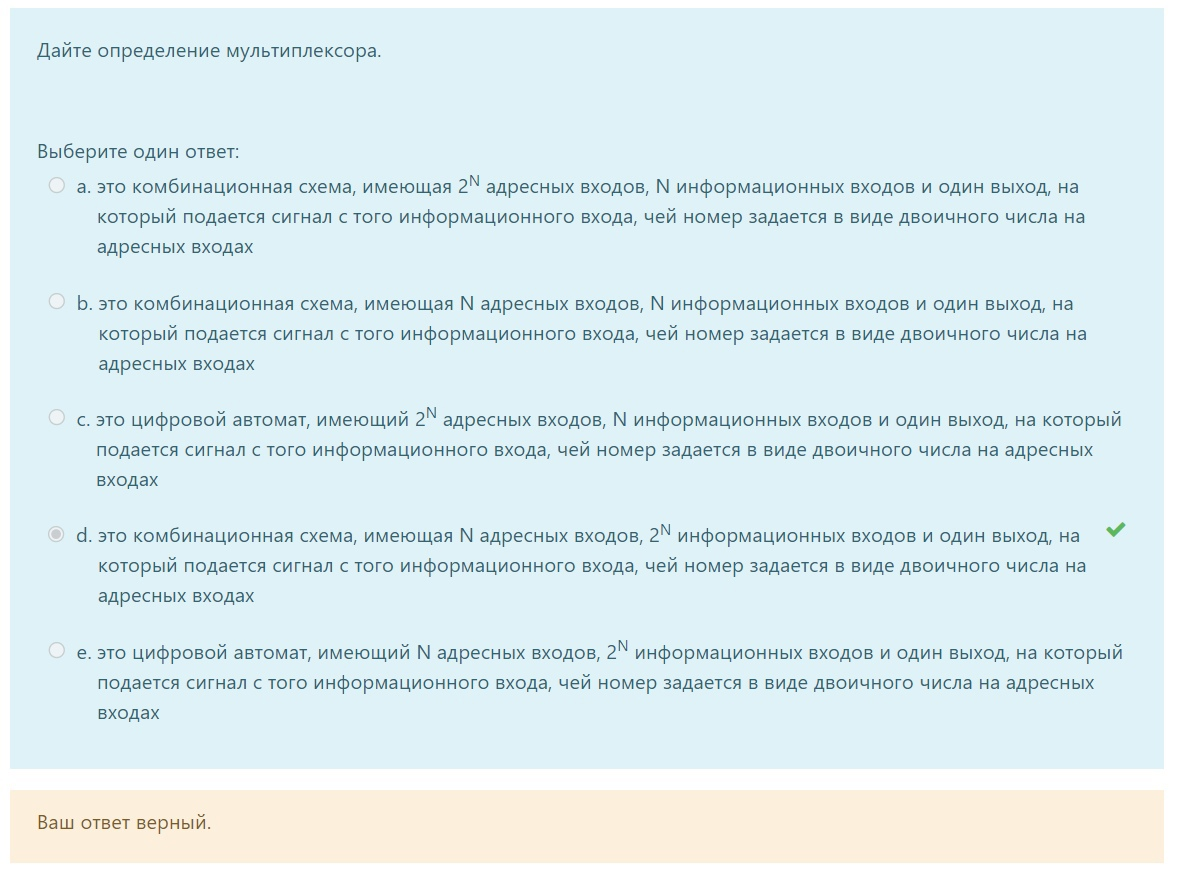 Дайте определение мультиплексора.
Выберите один ответ:
a. это комбинационная схема, имеющая 2^N адресных входов, N информационных входов и один выход, на
который подается сигнал с того информационного входа, чей номер задается в виде двоичного числа на
адресных входах
b. это комбинационная схема, имеющая N адресных входов, N информационных входов и один выход, на
который подается сигнал с того информационного входа, чей номер задается в виде двоичного числа на
адресных входах
c. это цифровой автомат, имеющий 2^N адресных входов, N информационных входов и один выход, на который
подается сигнал с того информационного входа, чей номер задается в виде двоичного числа на адресных
входах
d. это комбинационная схема, имеющая N адресных входов, 2^N информационных входов и один выход, на
который подается сигнал с того информационного входа, чей номер задается в виде двоичного числа на
адресных входах
e. это цифровой автомат, имеющий N адресных входов, 2^N информационных входов и один выход, на который
подается сигнал с того информационного входа, чей номер задается в виде двоичного числа на адресных
входах
Ваш ответ верный.